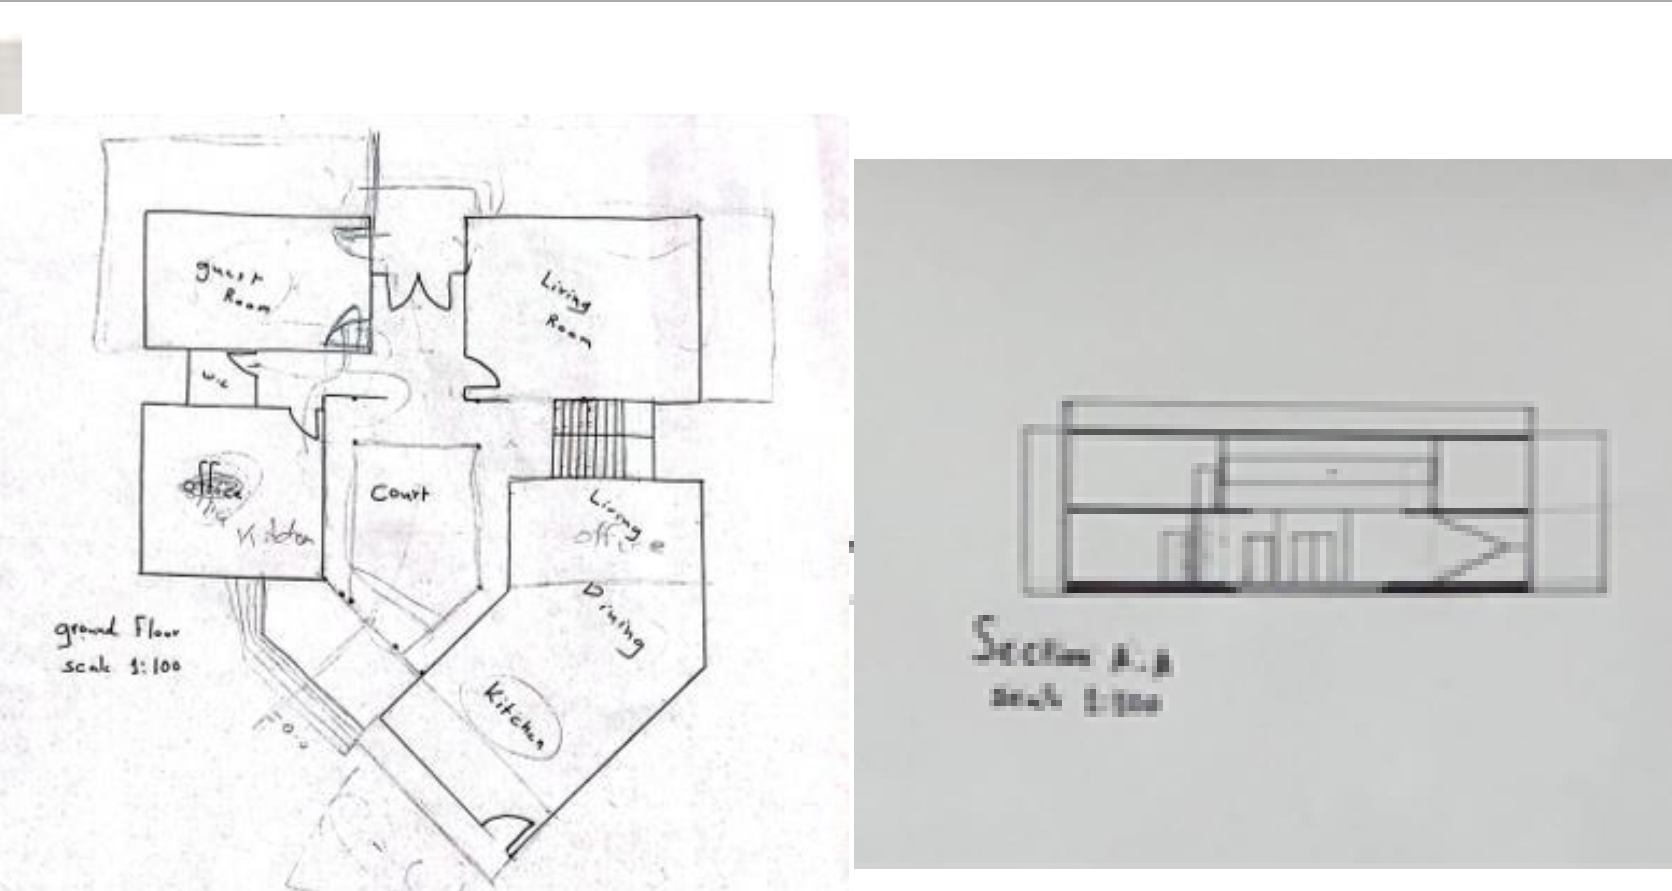 guest
Room
Living
Room
w.c
office
office
Kitchen
Court
Living
office
Dining
Kitchen
ground Floor
scale 1:100
Section A-A
scale 1:100